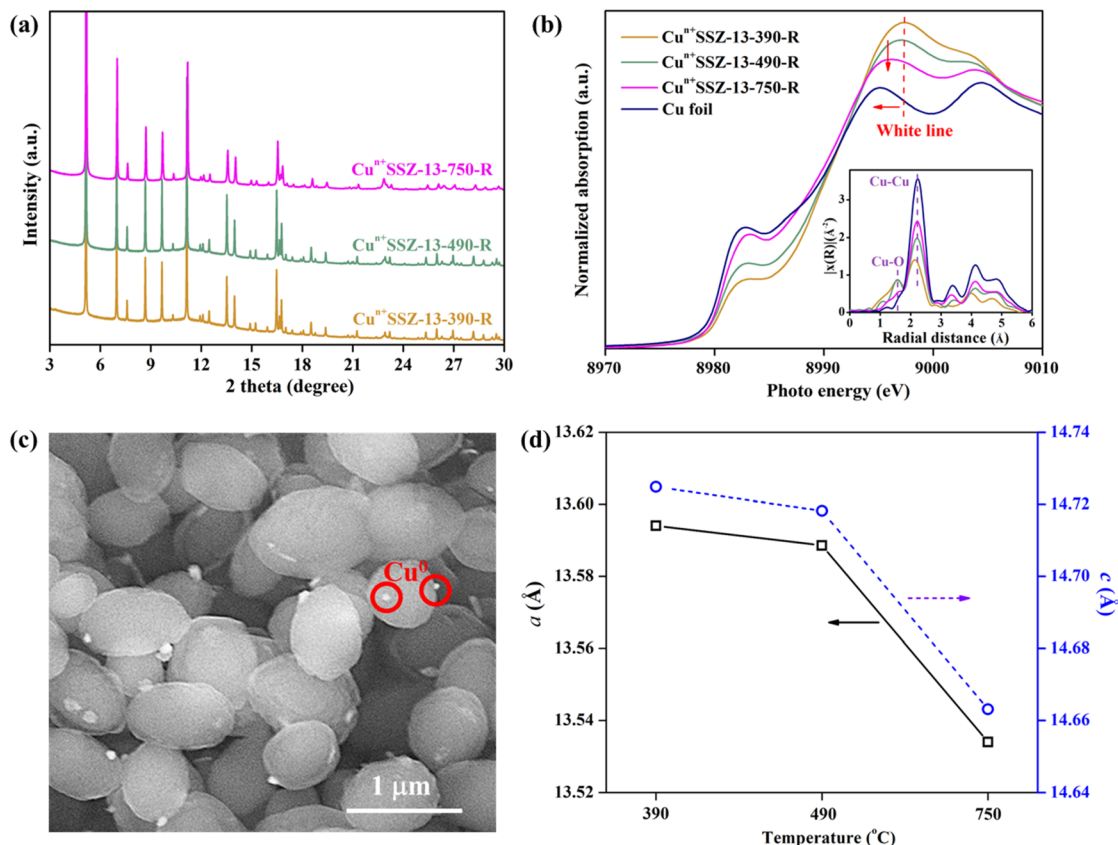 (a)
Intensity (a.u.)
Cuⁿ⁺SSZ-13-750-R
Cuⁿ⁺SSZ-13-490-R
Cuⁿ⁺SSZ-13-390-R
3 6 9 12 15 18 21 24 27 30
2 theta (degree)
(b)
Normalized absorption (a.u.)
Cuⁿ⁺SSZ-13-390-R
Cuⁿ⁺SSZ-13-490-R
Cuⁿ⁺SSZ-13-750-R
Cu foil
White line
|x(R)|(Å⁻²)
3
2
1
0
Cu-Cu
Cu-O
0 1 2 3 4 5 6
Radial distance (Å)
8970 8980 8990 9000 9010
Photo energy (eV)
(c)
Cu⁰
1 μm
(d)
a (Å)
13.62
13.60
13.58
13.56
13.54
13.52
14.74
14.72
14.70
14.68
14.66
14.64
c (Å)
390 490 750
Temperature (°C)